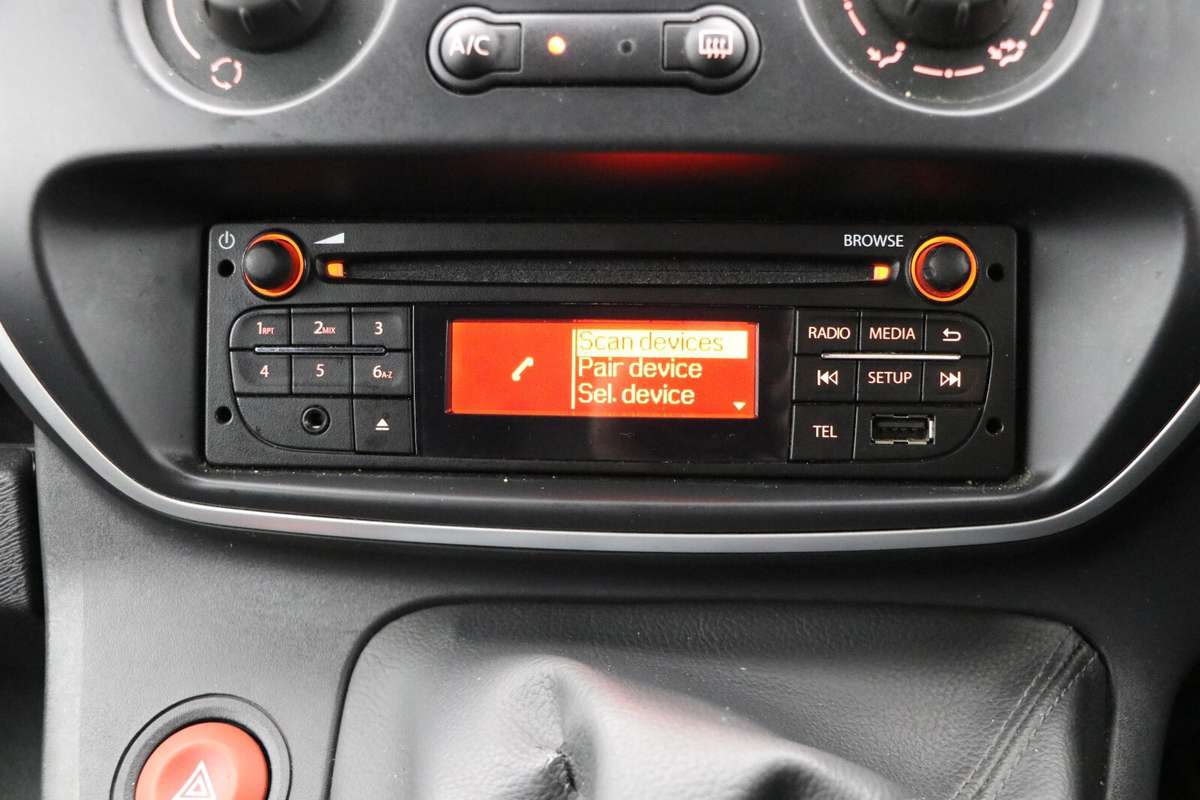 A/C
BROWSE
1RPT 2MIX 3
4 5 6A-Z
Scan devices
Pair device
Sel. device
RADIO MEDIA
SETUP
TEL